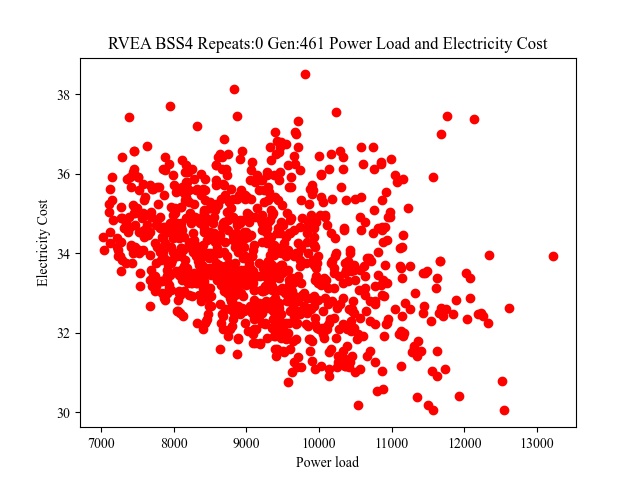 RVEA BSS4 Repeats:0 Gen:461 Power Load and Electricity Cost
38
36
34
32
30
Electricity Cost
7000 8000 9000 10000 11000 12000 13000
Power load